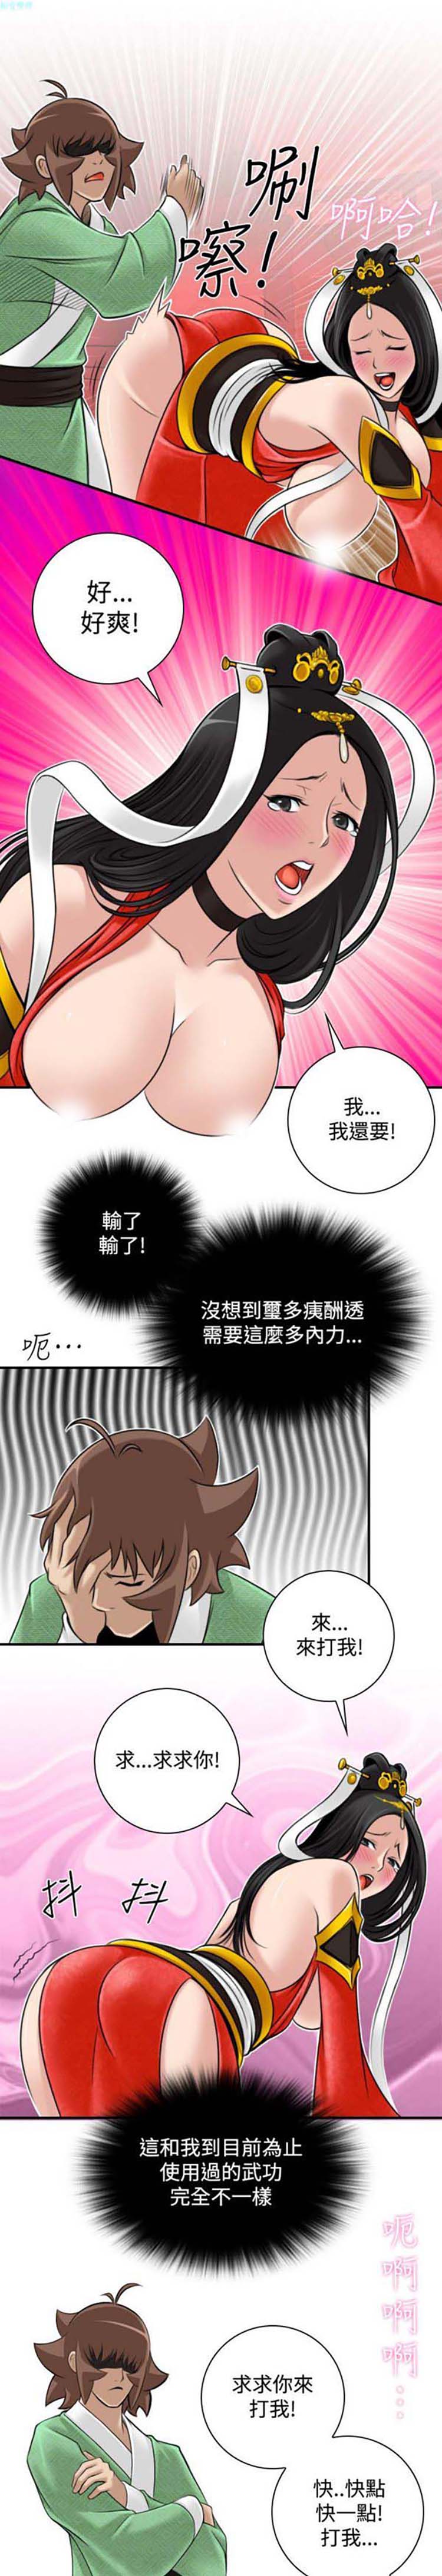 唰
嚓!
啊哈!
好...
好爽!
我...
我還要!
輸了
輸了!
沒想到璽多痍酬透
需要這麼多內力...
呃...
來...
來打我!
求...求求你!
抖 抖
這和我到目前為止
使用過的武功
完全不一樣
呃啊啊啊...
求求你來
打我!
快..快點
快一點!
打我...